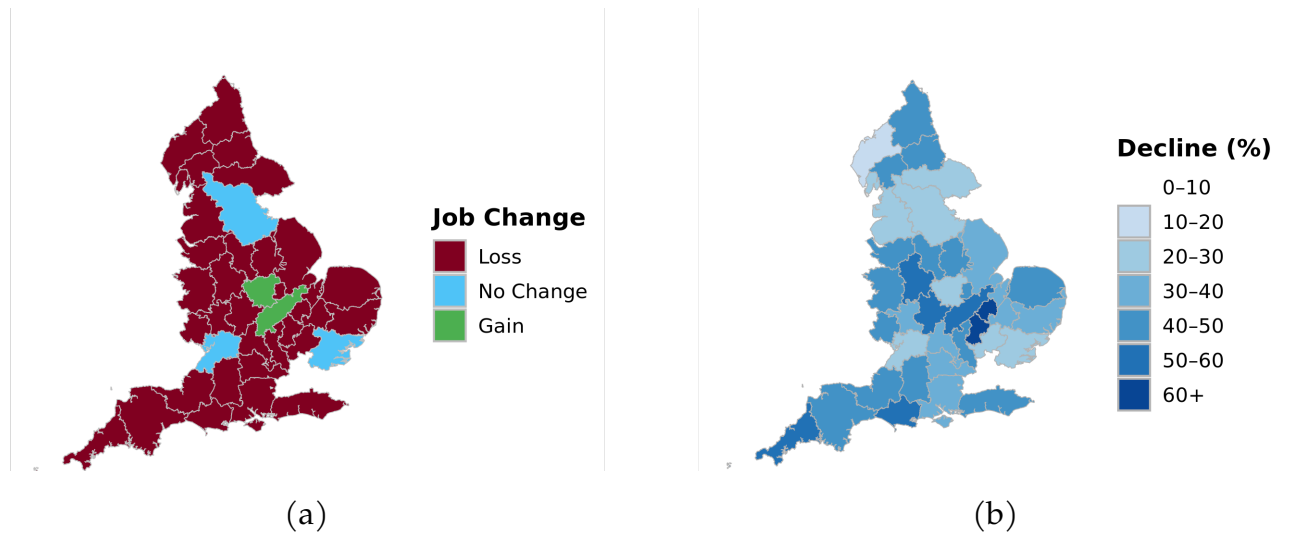 Job Change
Loss
No Change
Gain
(a)
Decline (%)
0–10
10–20
20–30
30–40
40–50
50–60
60+
(b)